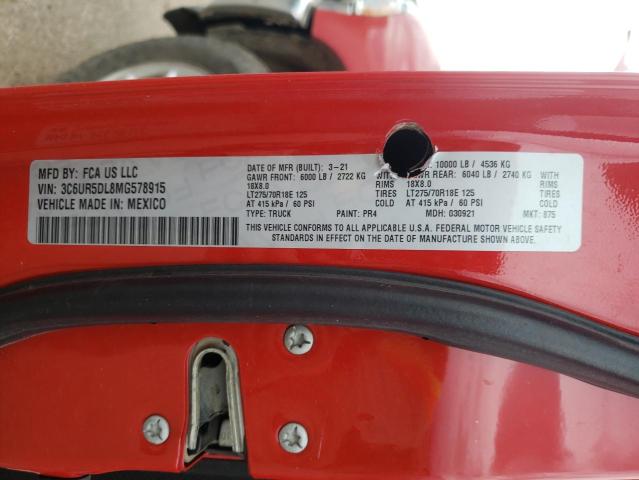 MFD BY: FCA US LLC
VIN: 3C6UR5DL8MG578915
VEHICLE MADE IN: MEXICO
DATE OF MFR (BUILT): 3-21 10000 LB / 4536 KG
GAWR FRONT: 6000 LB / 2722 KG REAR: 6040 LB / 2740 KG
18X8.0 RIMS 18X8.0
LT275/70R18E 125 TIRES LT275/70R18E 125 TIRES
AT 415 kPa / 60 PSI COLD AT 415 kPa / 60 PSI COLD
TYPE: TRUCK PAINT: PR4 MDH: 030921 MKT: 875
THIS VEHICLE CONFORMS TO ALL APPLICABLE U.S.A. FEDERAL MOTOR VEHICLE SAFETY
STANDARDS IN EFFECT ON THE DATE OF MANUFACTURE SHOWN ABOVE.